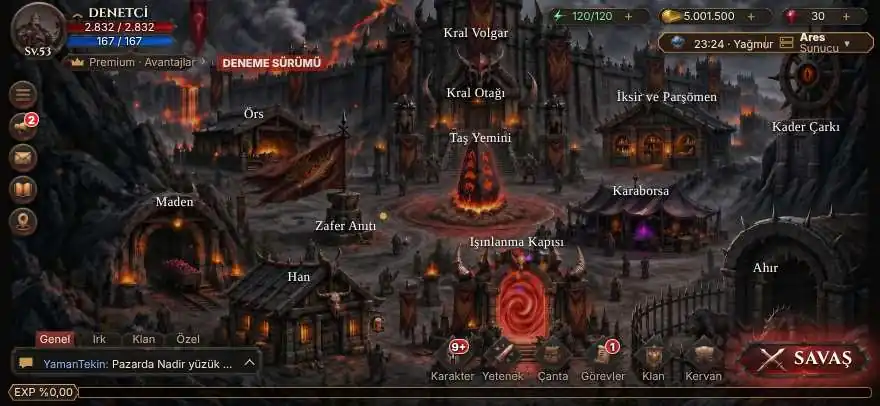 DENETCİ
Sv.53
2.832 / 2.832
167 / 167
Premium · Avantajlar ›
DENEME SÜRÜMÜ
120/120 +
5.001.500 +
30 +
23:24 · Yağmur
Ares
Sunucu
Kral Volgar
Kral Otağı
İksir ve Parşömen
Örs
Taş Yemini
Kader Çarkı
2
Karaborsa
Maden
Zafer Anıtı
Işınlanma Kapısı
Ahır
Han
Genel
Irk
Klan
Özel
YamanTekin: Pazarda Nadir yüzük ...
9+
Karakter
Yetenek
Çanta
1
Görevler
Klan
Kervan
SAVAŞ
EXP %0,00